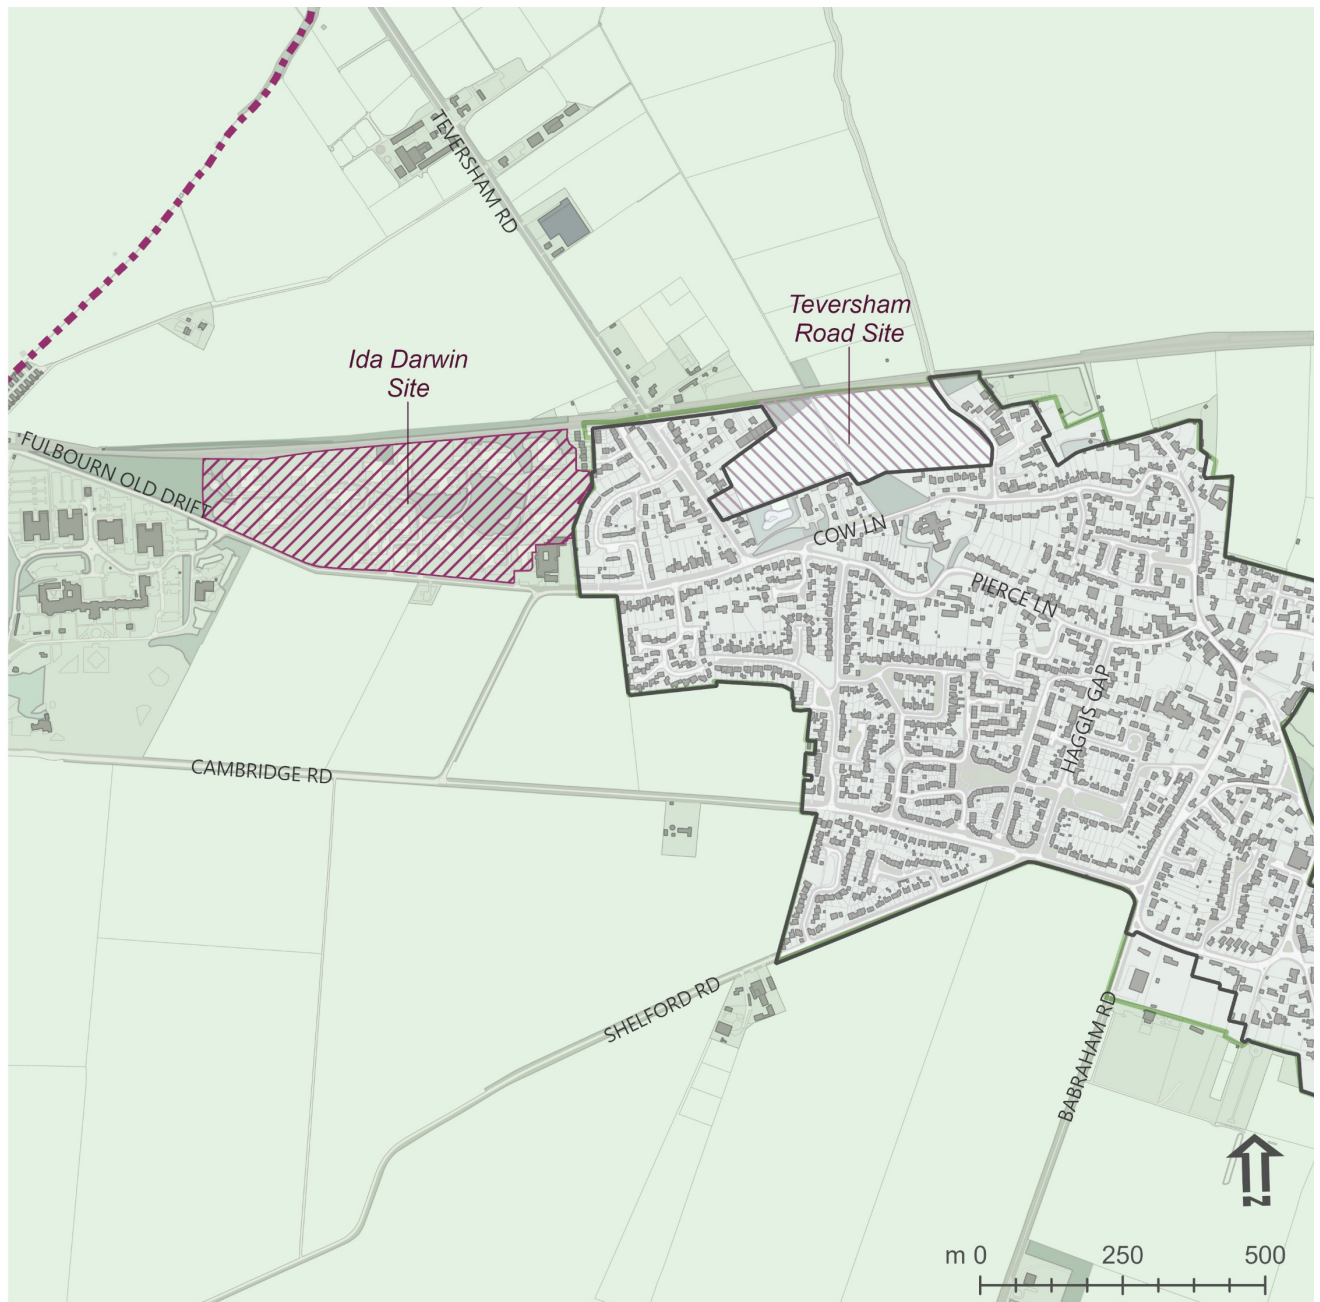 TEVERSHAM RD
Teversham
Road Site
Ida Darwin
Site
FULBOURN OLD DRIFT
COW LN
PIERCE LN
HAGGIS GAP
CAMBRIDGE RD
SHELFORD RD
BABRAHAM RD
N
m 0 250 500